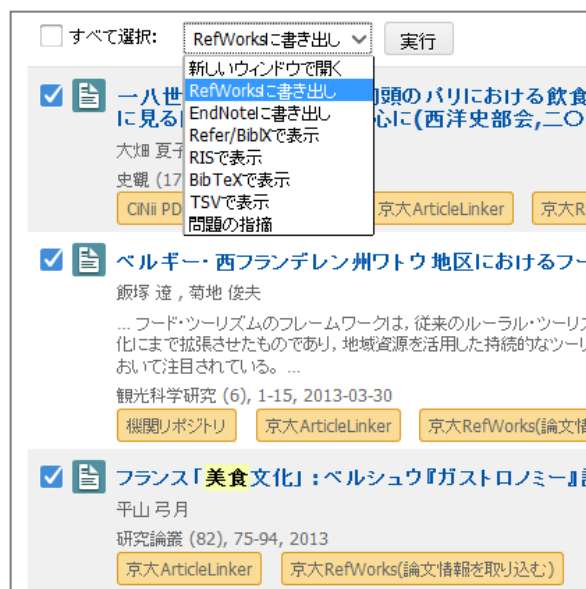 すべて選択: RefWorksに書き出し 実行
新しいウィンドウで開く
RefWorksに書き出し
EndNoteに書き出し
Refer/BibIXで表示
RISで表示
BibTeXで表示
TSVで表示
問題の指摘
一八世 頭のパリにおける飲食
に見る 心に(西洋史部会,二〇
大畑 夏子
史観 (17
CiNii PD 京大ArticleLinker 京大R
ベルギー・西フランデレン州ワトウ地区におけるフー
飯塚 遼 , 菊地 俊夫
... フード・ツーリズムのフレームワークは, 従来のルーラル・ツーリズ
化にまで拡張させたものであり, 地域資源を活用した持続的なツーリ
おいて注目されている。 ...
観光科学研究 (6), 1-15, 2013-03-30
機関リポジトリ 京大ArticleLinker 京大RefWorks(論文情
フランス「美食文化」 : ベルシュウ『ガストロノミー』
平山 弓月
研究論叢 (82), 75-94, 2013
京大ArticleLinker 京大RefWorks(論文情報を取り込む)